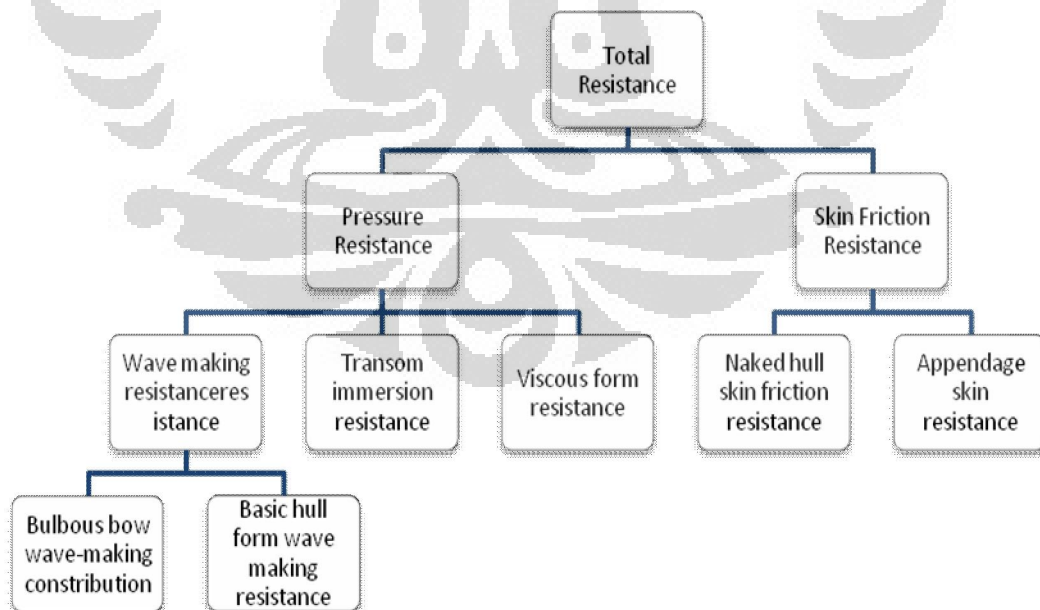 Total
Resistance
Pressure
Resistance
Skin Friction
Resistance
Wave making
resistanceres
istance
Transom
immersion
resistance
Viscous form
resistance
Naked hull
skin friction
resistance
Appendage
skin
resistance
Bulbous bow
wave-making
constribution
Basic hull
form wave
making
resistance